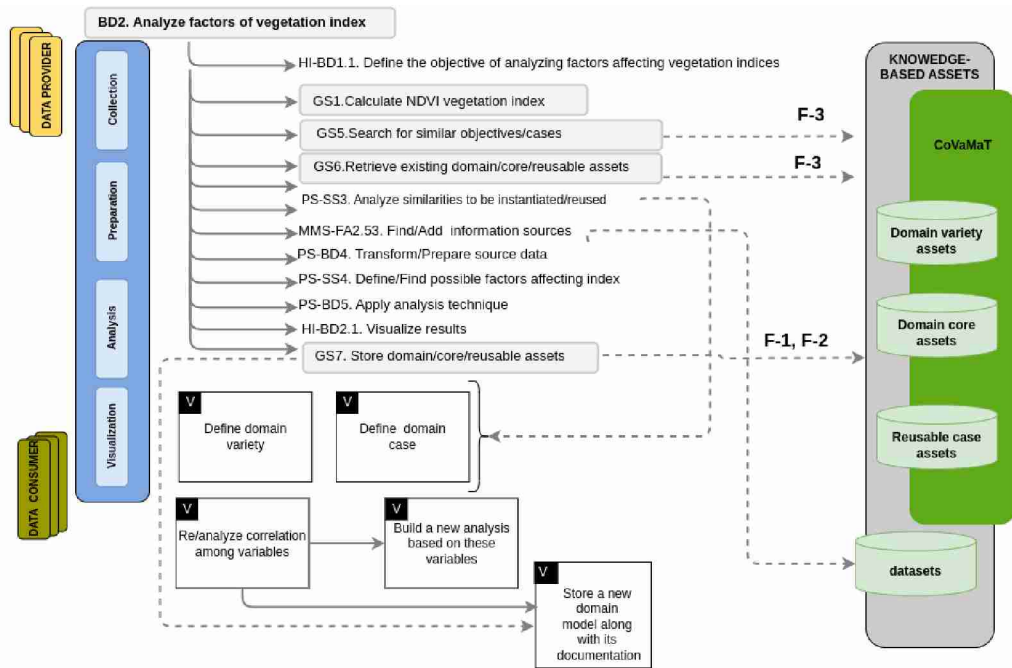 BD2. Analyze factors of vegetation index
DATA PROVIDER
Collection
Preparation
Analysis
Visualization
DATA CONSUMER
HI-BD1.1. Define the objective of analyzing factors affecting vegetation indices
GS1.Calculate NDVI vegetation index
GS5.Search for similar objectives/cases
GS6.Retrieve existing domain/core/reusable assets
PS-SS3. Analyze similarities to be instantiated/reused
MMS-FA2.53. Find/Add information sources
PS-BD4. Transform/Prepare source data
PS-SS4. Define/Find possible factors affecting index
PS-BD5. Apply analysis technique
HI-BD2.1. Visualize results
GS7. Store domain/core/reusable assets
F-3
F-3
F-1, F-2
KNOWEDGE-
BASED ASSETS
CoVaMaT
Domain variety
assets
Domain core
assets
Reusable case
assets
datasets
V
Define domain
variety
V
Define domain
case
V
Re/analyze correlation
among variables
V
Build a new analysis
based on these
variables
V
Store a new
domain
model along
with its
documentation